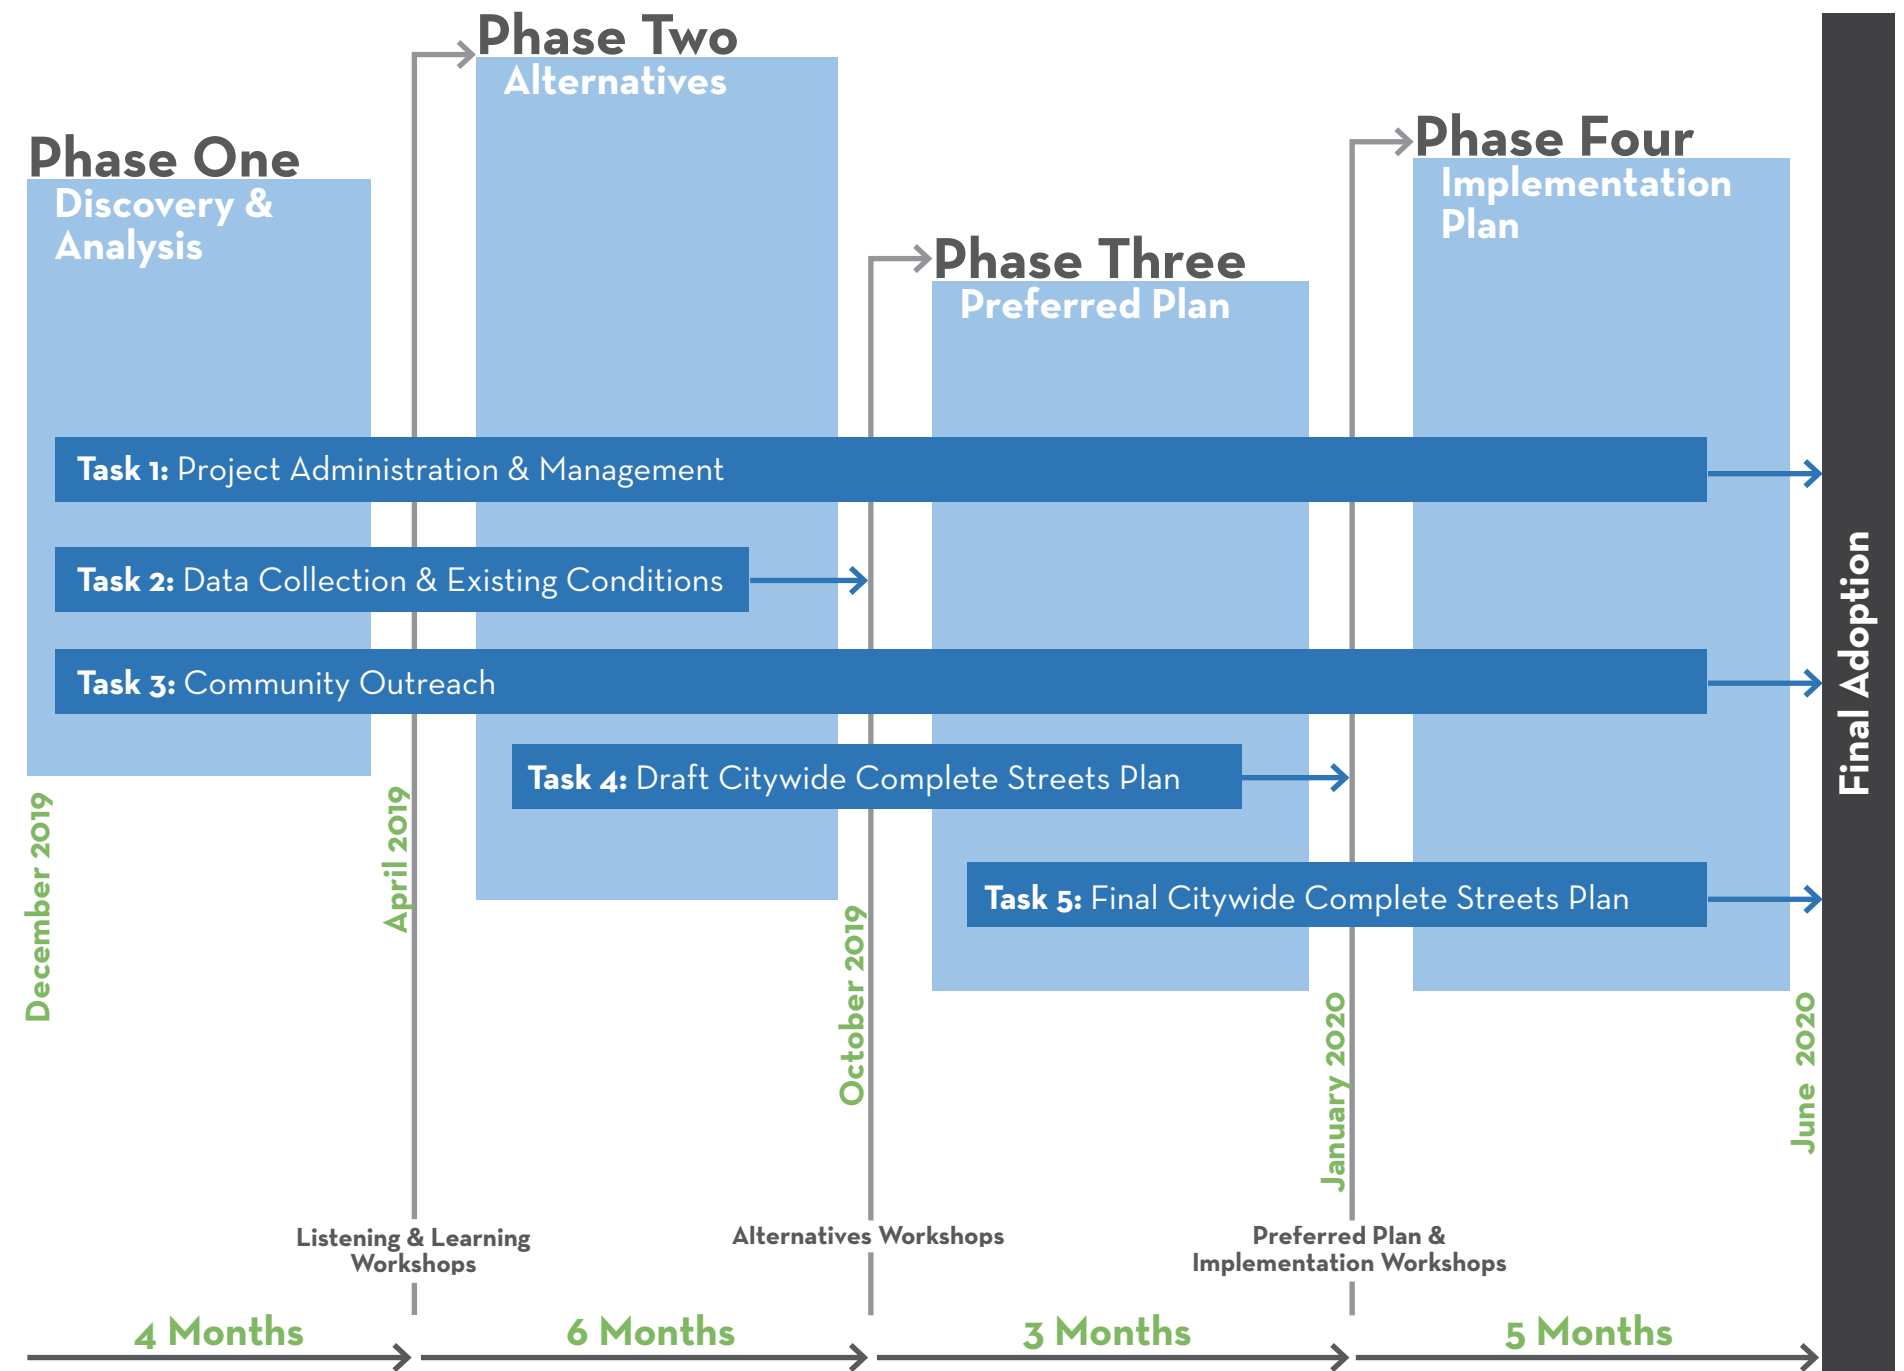 Phase One
Discovery &
Analysis
Phase Two
Alternatives
Phase Three
Preferred Plan
Phase Four
Implementation
Plan
Task 1: Project Administration & Management
Task 2: Data Collection & Existing Conditions
Task 3: Community Outreach
Task 4: Draft Citywide Complete Streets Plan
Task 5: Final Citywide Complete Streets Plan
Final Adoption
December 2019
April 2019
October 2019
January 2020
June 2020
Listening & Learning
Workshops
Alternatives Workshops
Preferred Plan &
Implementation Workshops
4 Months
6 Months
3 Months
5 Months